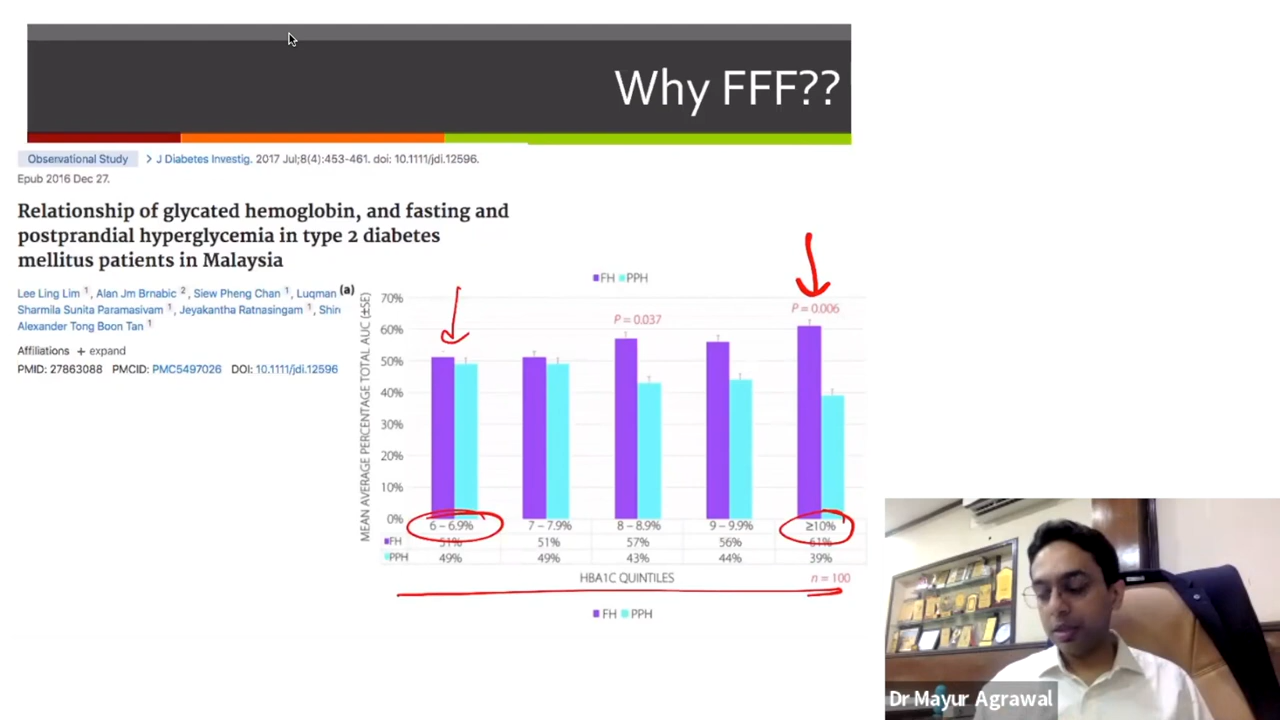 Why FFF??
Observational Study > J Diabetes Investig. 2017 Jul;8(4):453-461. doi: 10.1111/jdi.12596.
Epub 2016 Dec 27.
Relationship of glycated hemoglobin, and fasting and
postprandial hyperglycemia in type 2 diabetes
mellitus patients in Malaysia
Lee Ling Lim 1, Alan Jm Brnabic 2, Siew Pheng Chan 1, Luqman
Sharmila Sunita Paramasivam 1, Jeyakantha Ratnasingam 1, Shir
Alexander Tong Boon Tan 1
Affiliations + expand
PMID: 27863088 PMCID: PMC5497026 DOI: 10.1111/jdi.12596
(a)
FH PPH
MEAN AVERAGE PERCENTAGE TOTAL AUC (±SE)
70%
60%
50%
40%
30%
20%
10%
0%
P = 0.037
P = 0.006
6 – 6.9% 7 – 7.9% 8 – 8.9% 9 – 9.9% ≥10%
FH 51% 51% 57% 56% 61%
PPH 49% 49% 43% 44% 39%
HBA1C QUINTILES n = 100
FH PPH
Dr Mayur Agrawal